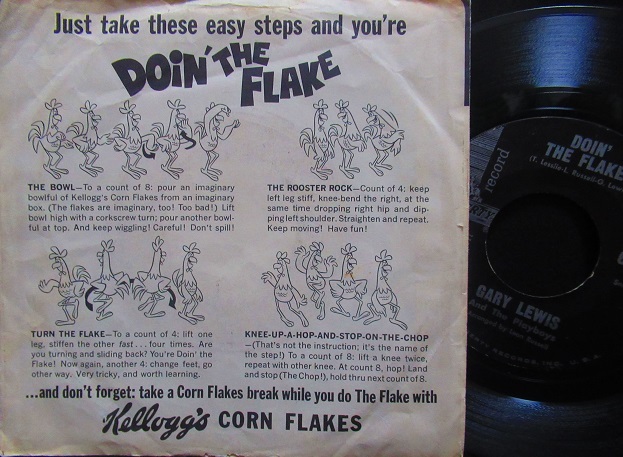 Just take these easy steps and you're
DOIN' THE
FLAKE
THE BOWL—To a count of 8: pour an imaginary
bowlful of Kellogg's Corn Flakes from an imaginary
box. (The flakes are imaginary, too! Too bad!) Lift
bowl high with a corkscrew turn; pour another bowl-
ful at top. And keep wiggling! Careful! Don't spill!
THE ROOSTER ROCK—Count of 4: keep
left leg stiff, knee-bend the right, at the
same time dropping right hip and dip-
ping left shoulder. Straighten and repeat.
Keep moving! Have fun!
TURN THE FLAKE—To a count of 4: lift one
leg, stiffen the other fast... four times. Are
you turning and sliding back? You're Doin' the
Flake! Now again, another 4: change feet, go
other way. Very tricky, and worth learning.
KNEE-UP-A-HOP-AND-STOP-ON-THE-CHOP
—(That's not the instruction; it's the name of
the step!) To a count of 8: lift a knee twice,
repeat with other knee. At count 8, hop! Land
and stop (The Chop!), hold thru next count of 8.
...and don't forget: take a Corn Flakes break while you do The Flake with
Kellogg's CORN FLAKES
record
DOIN'
THE FLAKE
GARY LEWIS
And The Playboys